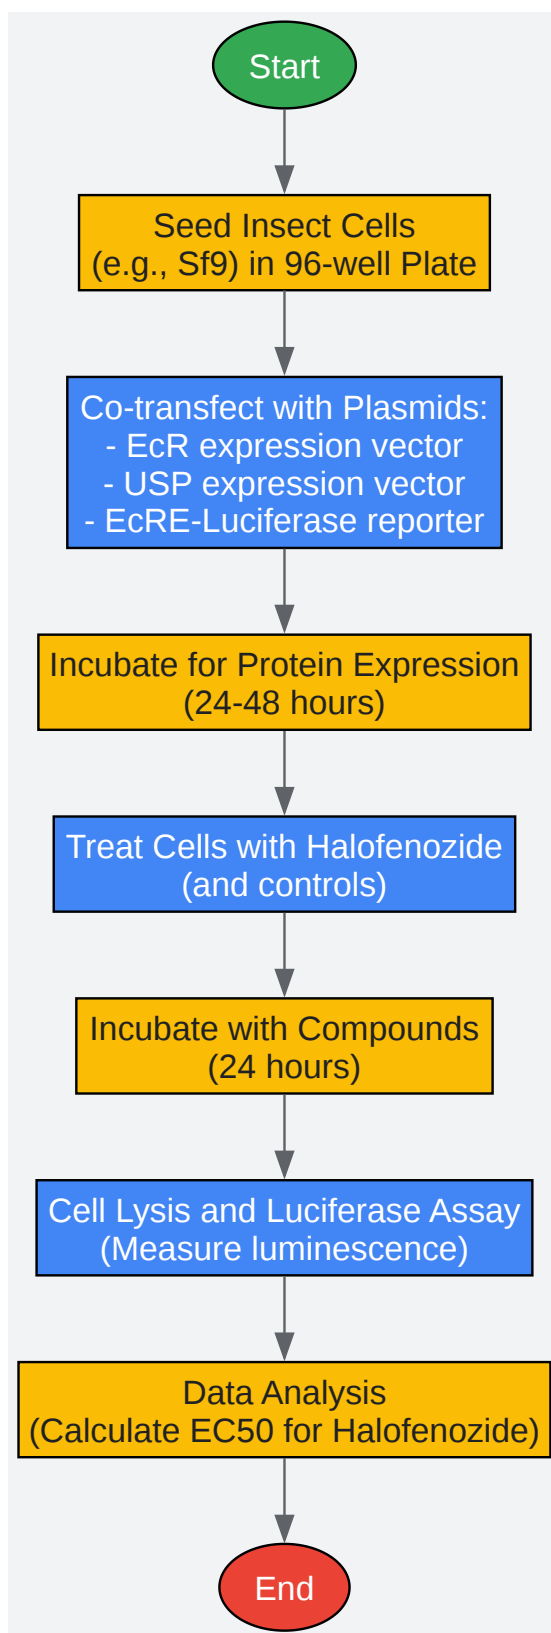 Start
Seed Insect Cells
(e.g., Sf9) in 96-well Plate
Co-transfect with Plasmids:
- EcR expression vector
- USP expression vector
- EcRE-Luciferase reporter
Incubate for Protein Expression
(24-48 hours)
Treat Cells with Halofenozide
(and controls)
Incubate with Compounds
(24 hours)
Cell Lysis and Luciferase Assay
(Measure luminescence)
Data Analysis
(Calculate EC50 for Halofenozide)
End